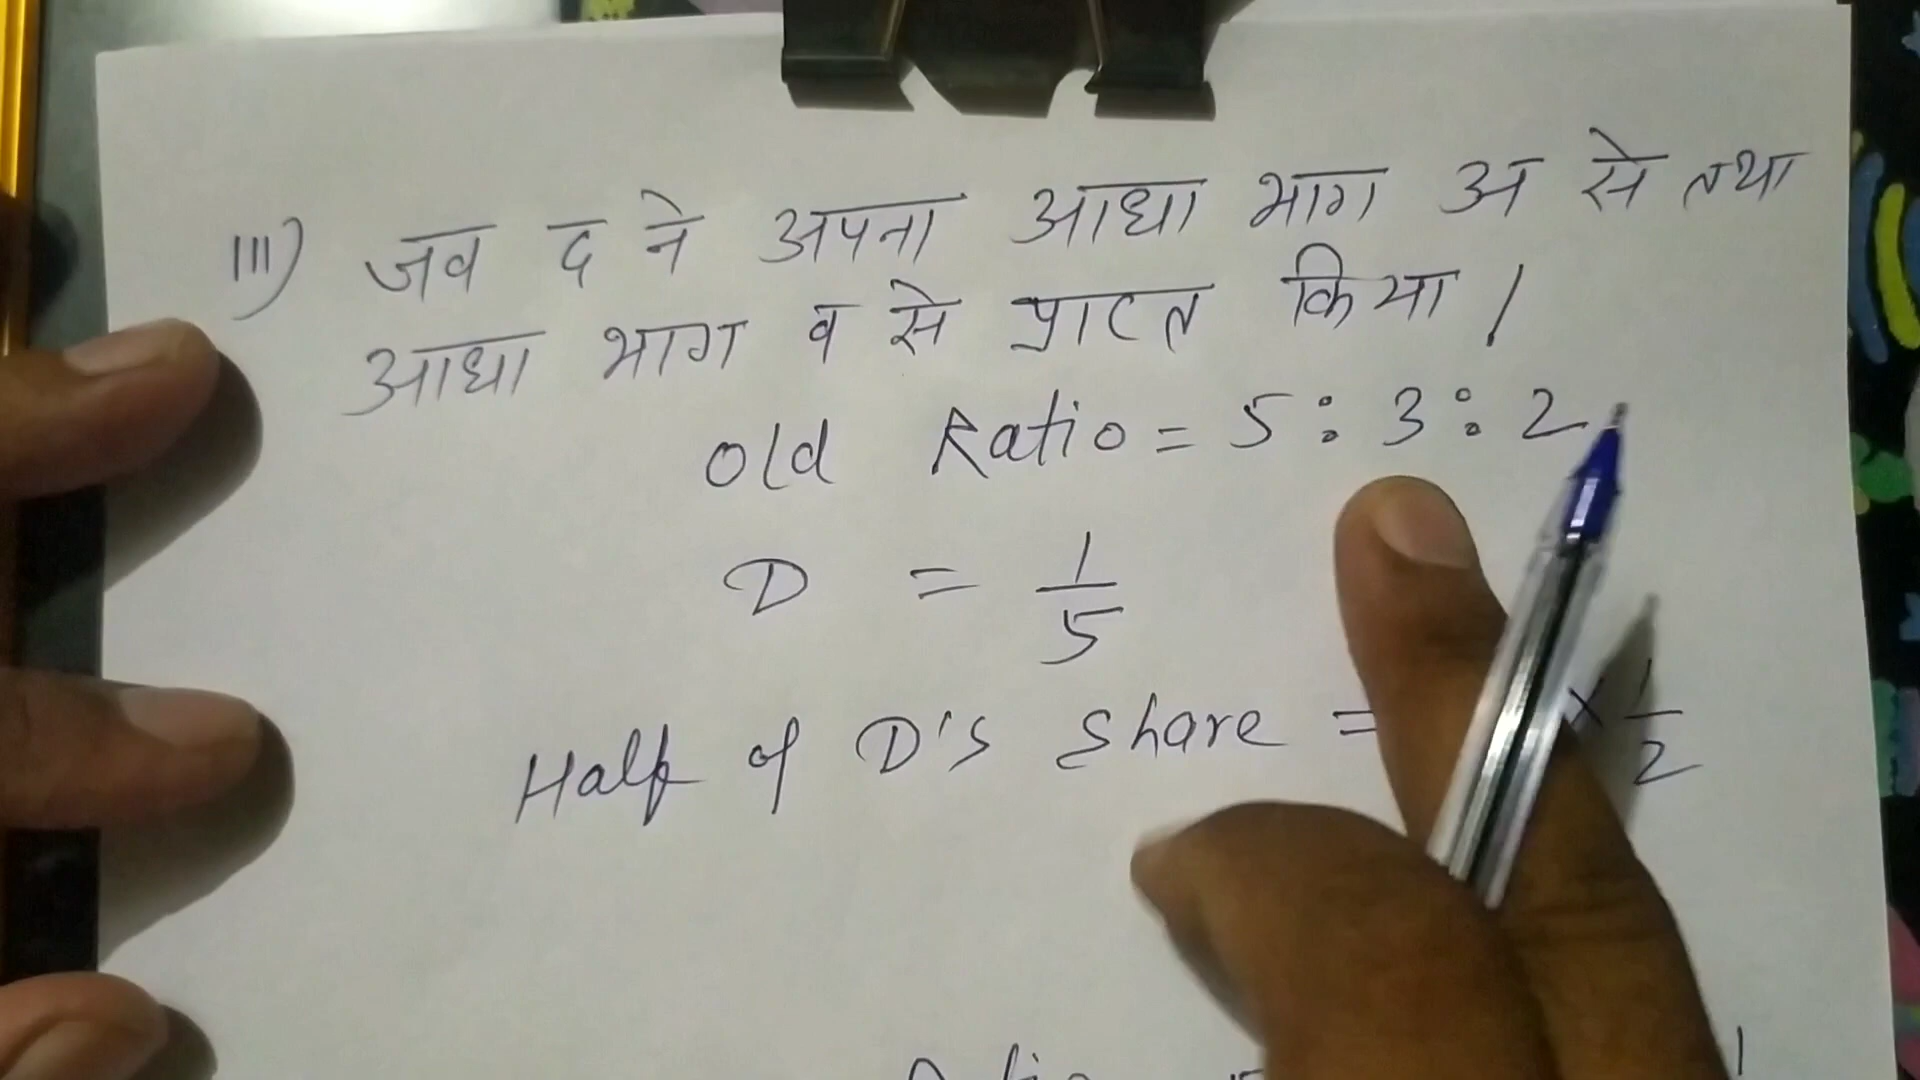 III) जब द ने अपना आधा भाग अ से तथा
आधा भाग व से प्राप्त किया /
Old Ratio = 5 : 3 : 2
D = 1/5
Half of D's Share = × 1/2